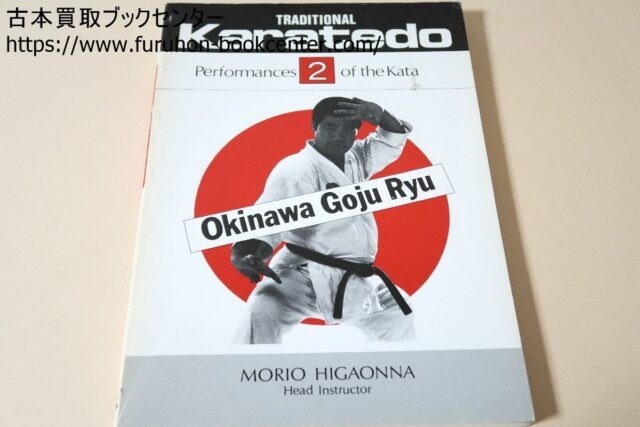 古本買取ブックセンター
https://www.furuhon-bookcenter.com/
TRADITIONAL
Karatedo
Performances 2 of the Kata
Okinawa Goju Ryu
MORIO HIGAONNA
Head Instructor